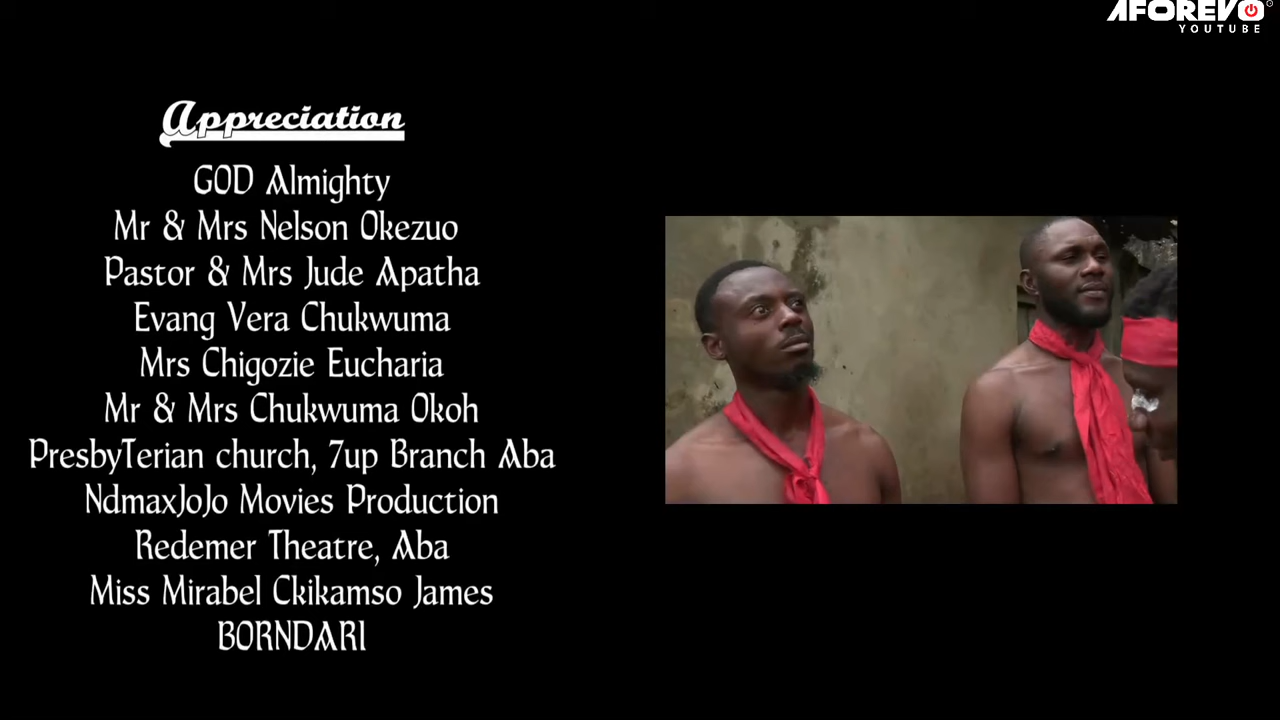 AFOREVO
YOUTUBE
Appreciation
GOD Almighty
Mr & Mrs Nelson Okezuo
Pastor & Mrs Jude Apatha
Evang Vera Chukwuma
Mrs Chigozie Eucharia
Mr & Mrs Chukwuma Okoh
PresbyTerian church, 7up Branch Aba
NdmaxJoJo Movies Production
Redemer Theatre, Aba
Miss Mirabel Ckikamso James
BORNDARI